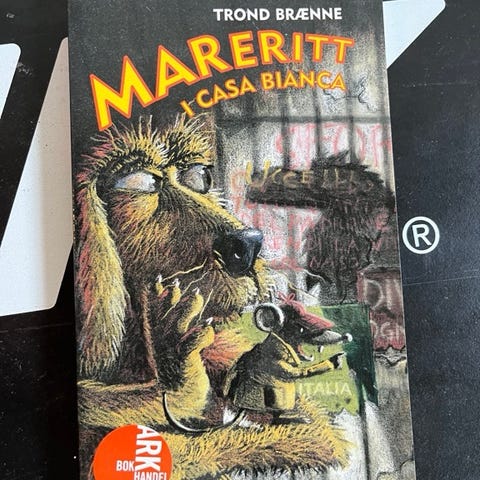 TROND BRÆNNE
MARERITT
I CASA BIANCA
ITALIA
ARK
BOK
HANDEL
®